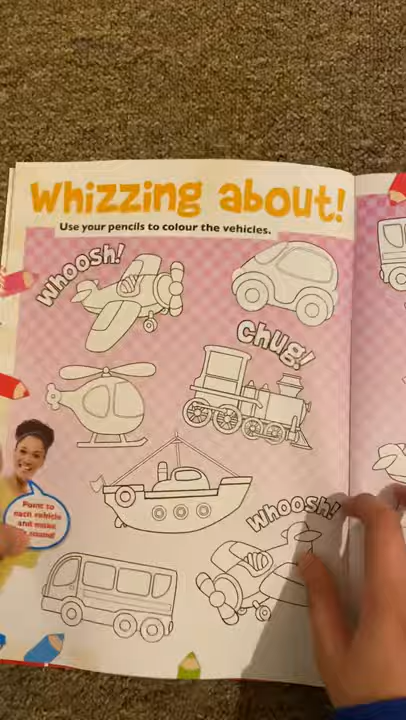 Whizzing about!
Use your pencils to colour the vehicles.
Whoosh!
Chug!
Whoosh!
Point to
each vehicle
and make
sound!